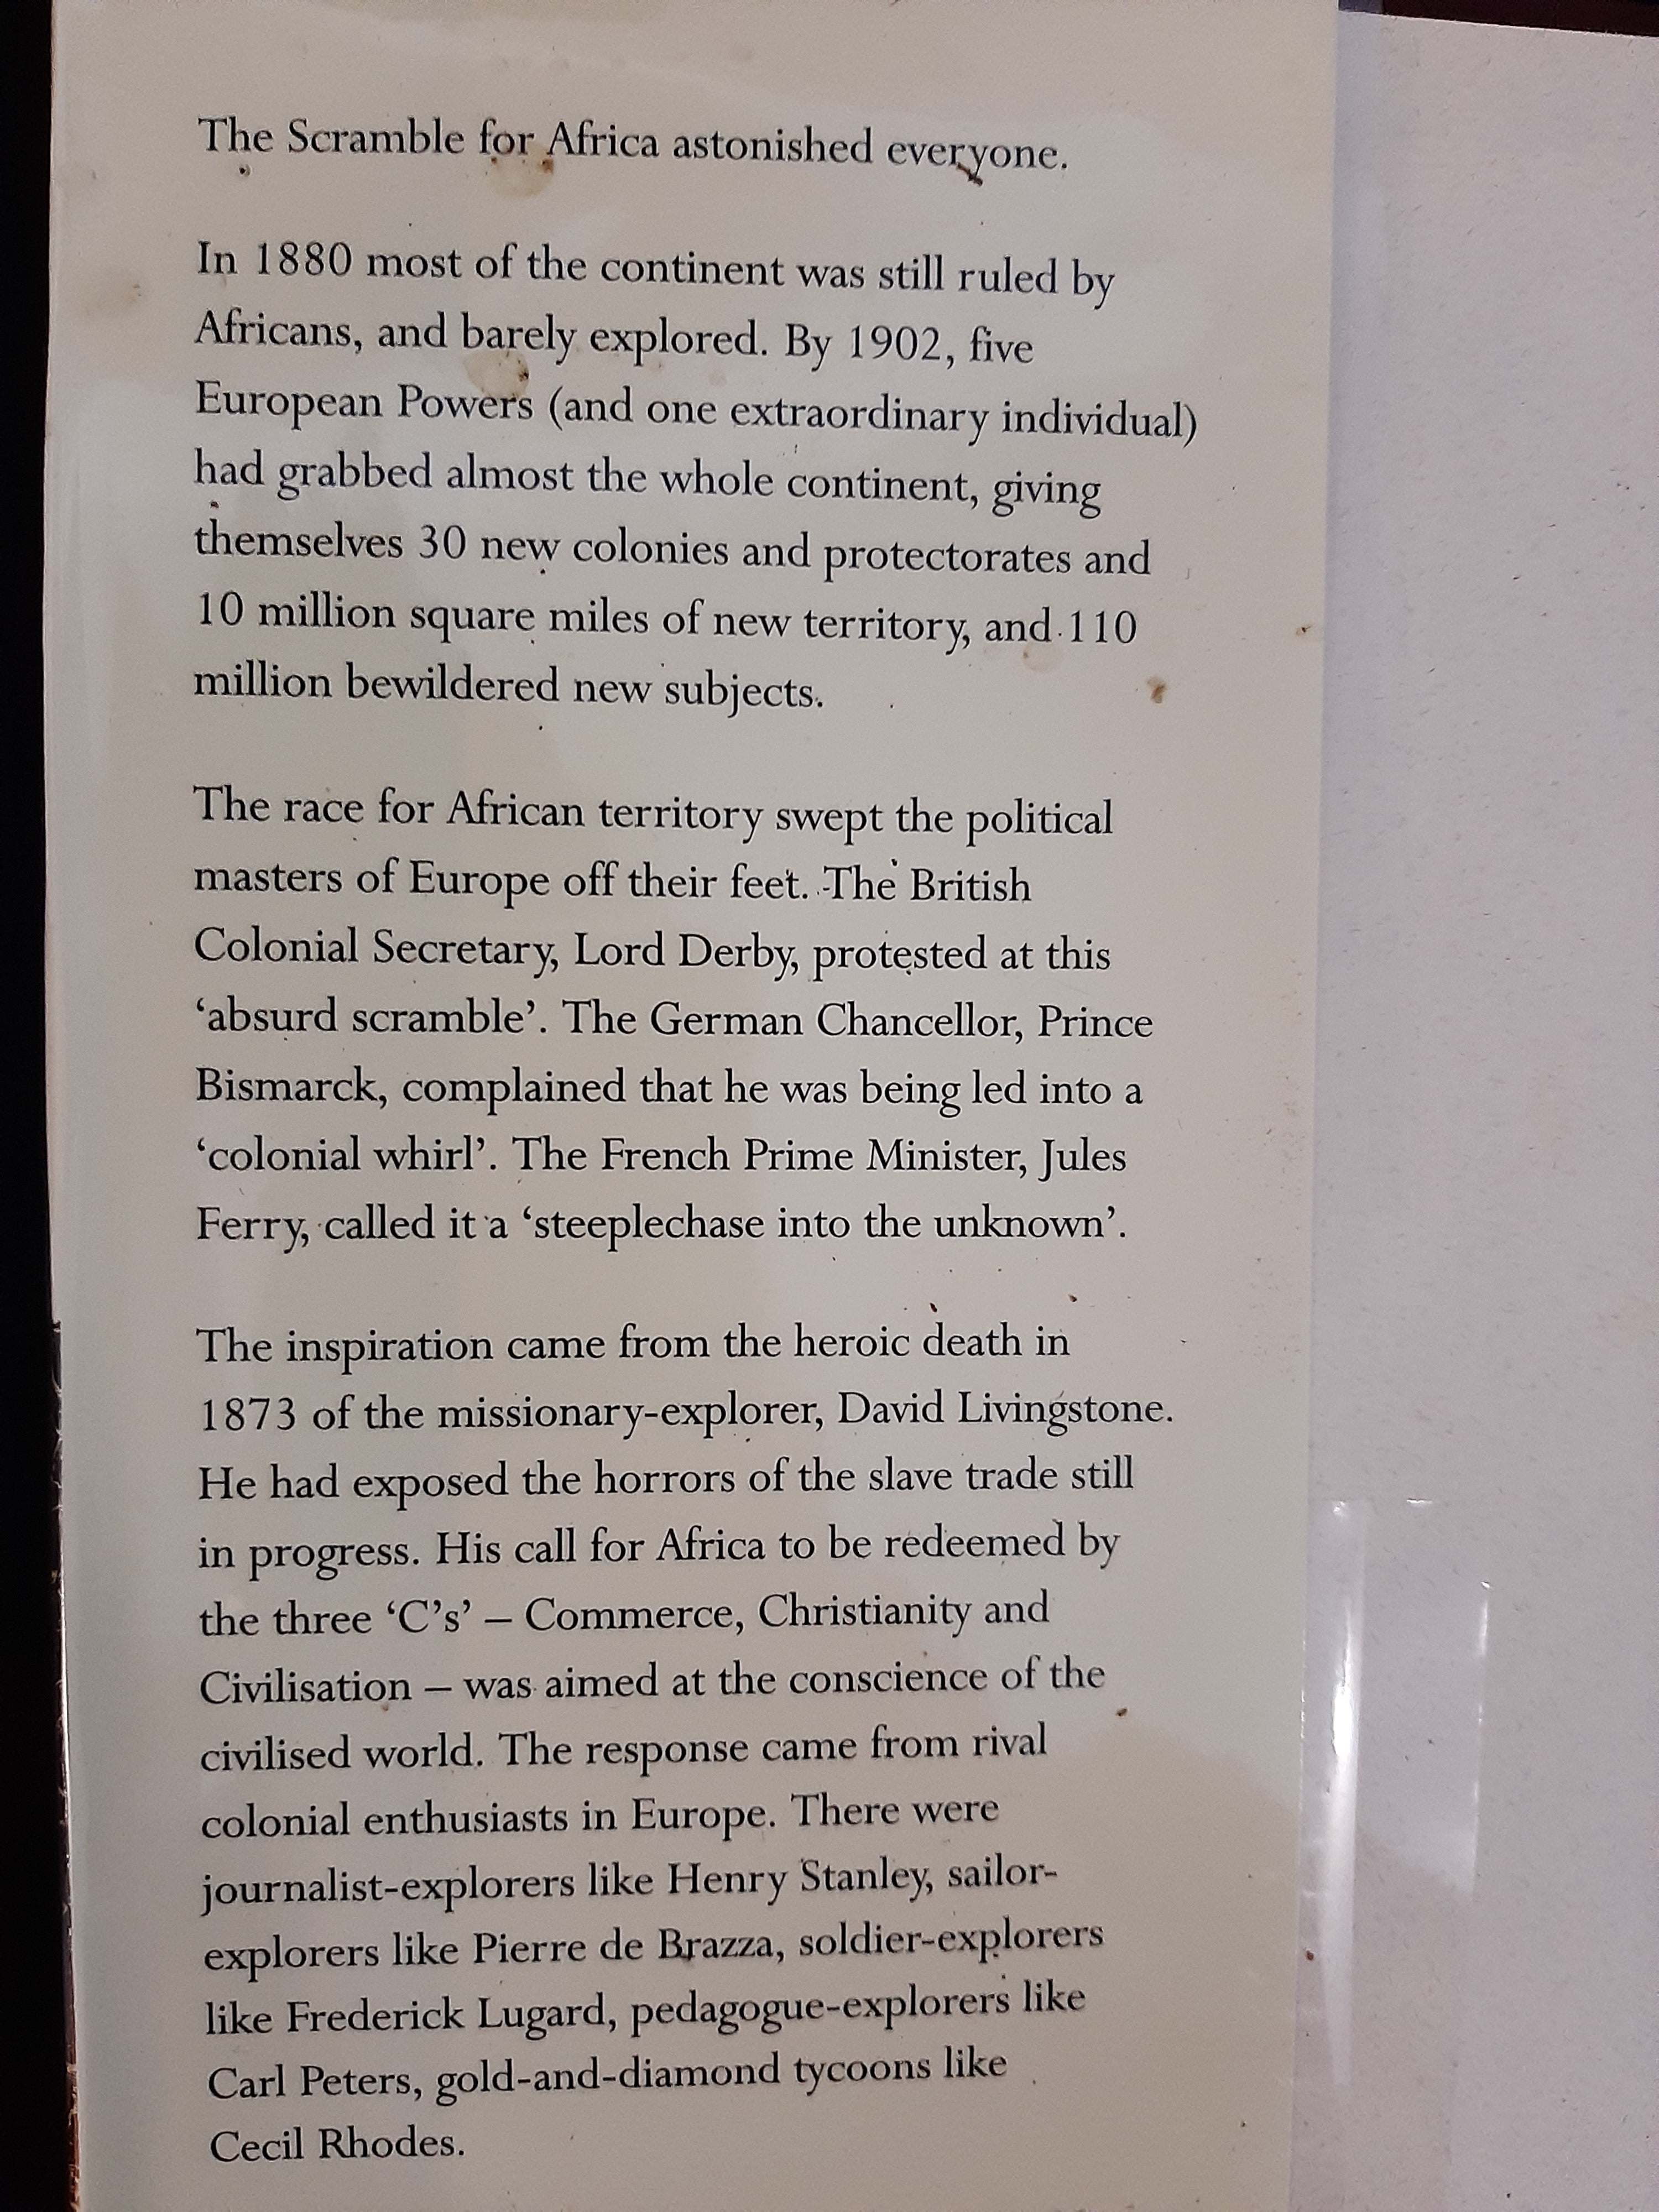 The Scramble for Africa astonished everyone.
In 1880 most of the continent was still ruled by
Africans, and barely explored. By 1902, five
European Powers (and one extraordinary individual)
had grabbed almost the whole continent, giving
themselves 30 new colonies and protectorates and
10 million square miles of new territory, and 110
million bewildered new subjects.
The race for African territory swept the political
masters of Europe off their feet. The British
Colonial Secretary, Lord Derby, protested at this
‘absurd scramble’. The German Chancellor, Prince
Bismarck, complained that he was being led into a
‘colonial whirl’. The French Prime Minister, Jules
Ferry, called it a ‘steeplechase into the unknown’.
The inspiration came from the heroic death in
1873 of the missionary-explorer, David Livingstone.
He had exposed the horrors of the slave trade still
in progress. His call for Africa to be redeemed by
the three ‘C’s’ – Commerce, Christianity and
Civilisation – was aimed at the conscience of the
civilised world. The response came from rival
colonial enthusiasts in Europe. There were
journalist-explorers like Henry Stanley, sailor-
explorers like Pierre de Brazza, soldier-explorers
like Frederick Lugard, pedagogue-explorers like
Carl Peters, gold-and-diamond tycoons like
Cecil Rhodes.